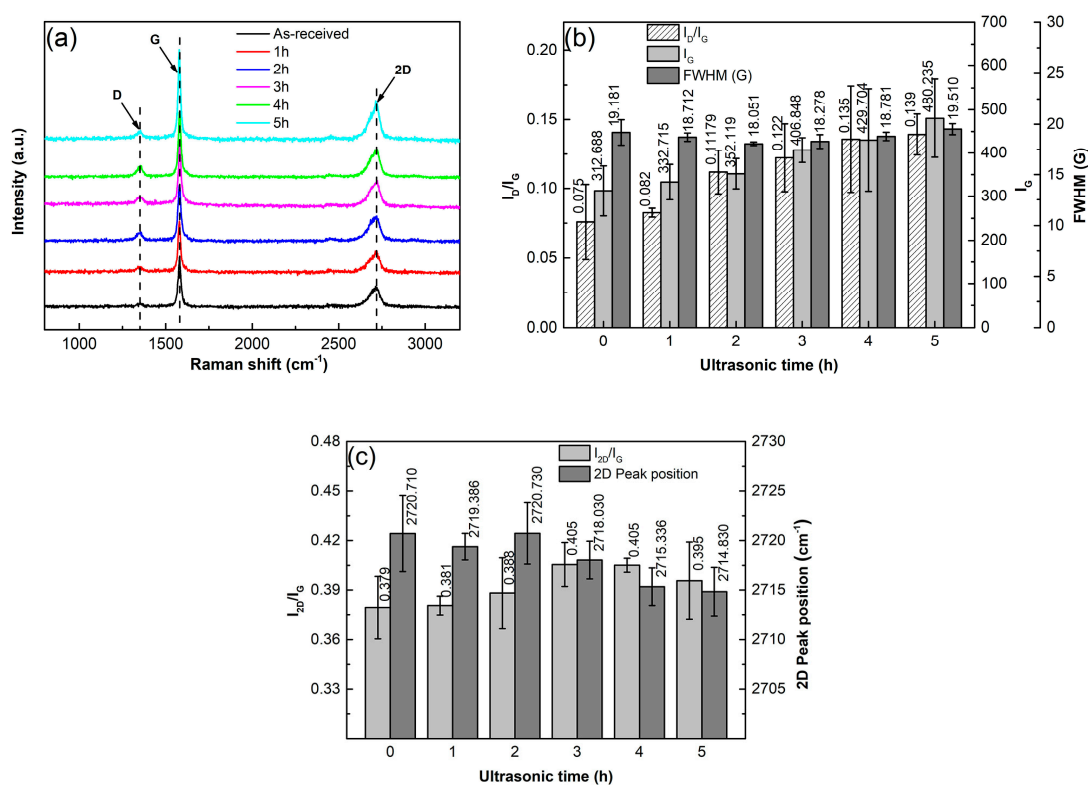 (a)
As-received
1h
2h
3h
4h
5h
D
G
2D
Intensity (a.u.)
1000 1500 2000 2500 3000
Raman shift (cm⁻¹)
(b)
I_D/I_G
I_G
FWHM (G)
0.20
0.15
0.10
0.05
0.00
I_D/I_G
0.075 312.688 19.181
0.082 332.715 18.712
0.11179 352.119 18.051
0.122 406.848 18.278
0.135 429.704 18.781
0.139 480.235 19.510
700
600
500
400
300
200
100
0
I_G
30
25
20
15
10
5
0
FWHM (G)
0 1 2 3 4 5
Ultrasonic time (h)
(c)
I_2D/I_G
2D Peak position
0.48
0.45
0.42
0.39
0.36
0.33
I_2D/I_G
0.379 2720.710
0.381 2719.386
0.388 2720.730
0.405 2718.030
0.405 2715.336
0.395 2714.830
2730
2725
2720
2715
2710
2705
2D Peak position (cm⁻¹)
0 1 2 3 4 5
Ultrasonic time (h)